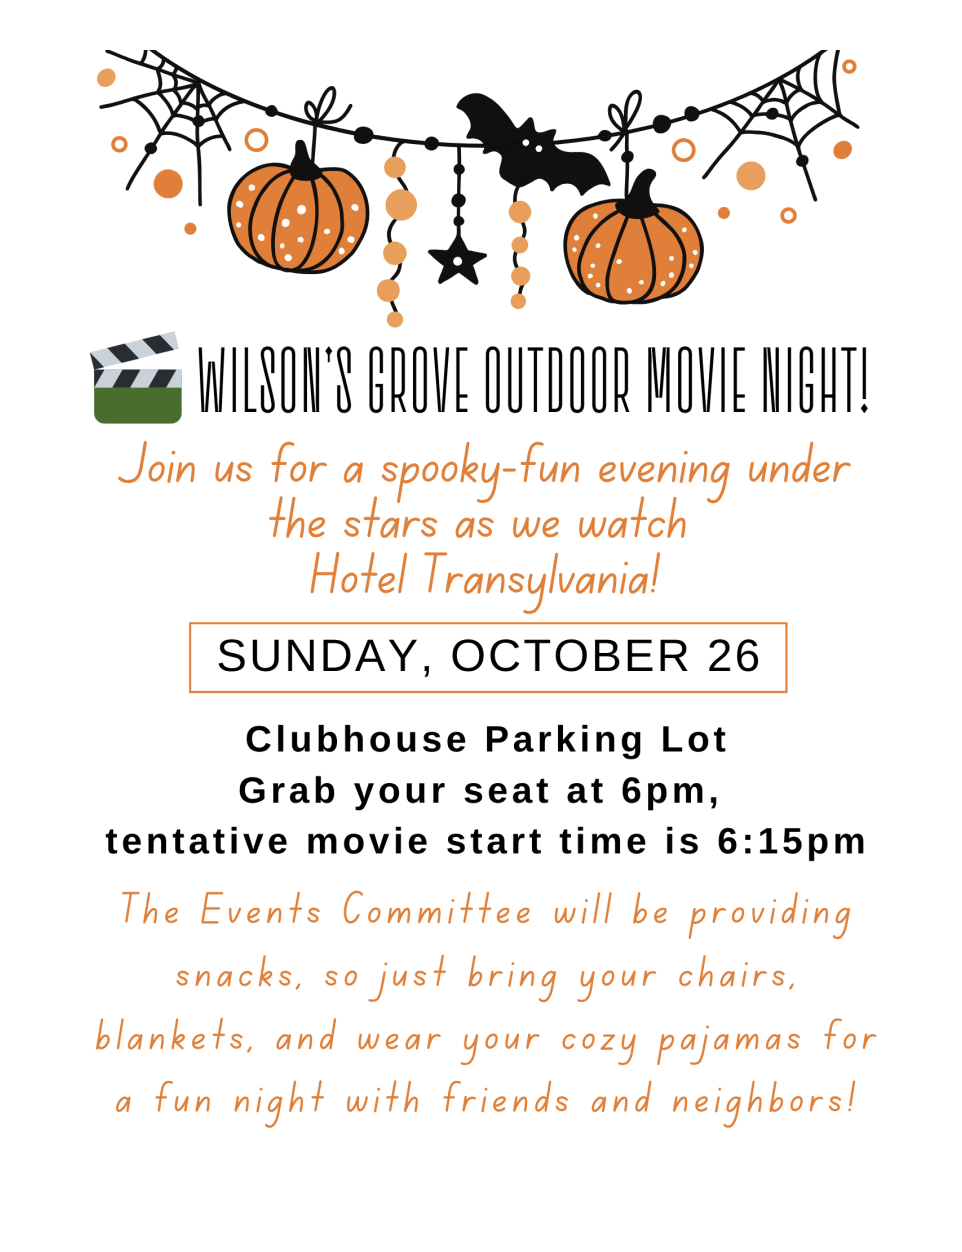 WILSON'S GROVE OUTDOOR MOVIE NIGHT!
Join us for a spooky-fun evening under
the stars as we watch
Hotel Transylvania!
SUNDAY, OCTOBER 26
Clubhouse Parking Lot
Grab your seat at 6pm,
tentative movie start time is 6:15pm
The Events Committee will be providing
snacks, so just bring your chairs,
blankets, and wear your cozy pajamas for
a fun night with friends and neighbors!